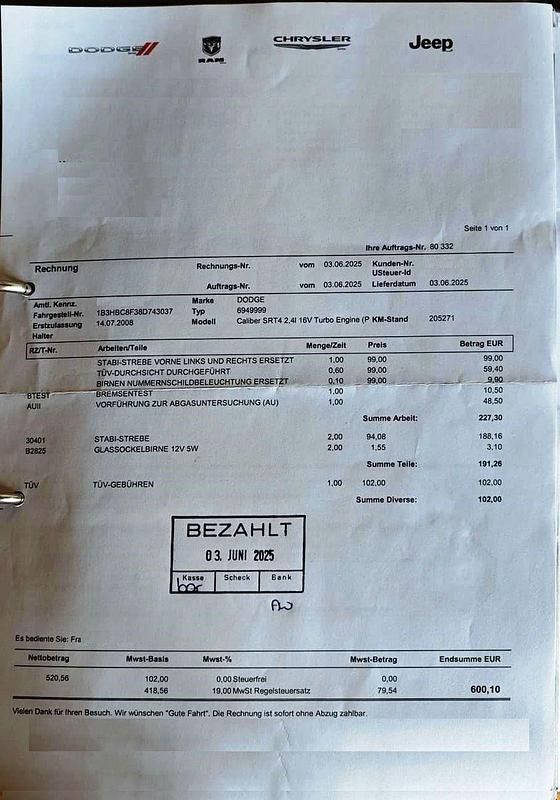 DODGE RAM CHRYSLER Jeep
Seite 1 von 1
Ihre Auftrags-Nr. 80 332
Rechnung Rechnungs-Nr. vom 03.06.2025 Kunden-Nr.
USteuer-Id
Auftrags-Nr. vom 03.06.2025 Lieferdatum 03.06.2025
Amtl. Kennz. Marke DODGE
Fahrgestell-Nr. 1B3HBC8F38D743037 Typ 6949999
Erstzulassung 14.07.2008 Modell Caliber SRT4 2,4l 16V Turbo Engine (P KM-Stand 205271
Halter
RZ/T-Nr. Arbeiten/Teile Menge/Zeit Preis Betrag EUR
STABI-STREBE VORNE LINKS UND RECHTS ERSETZT 1,00 99,00 99,00
TÜV-DURCHSICHT DURCHGEFÜHRT 0,60 99,00 59,40
BIRNEN NUMMERNSCHILDBELEUCHTUNG ERSETZT 0,10 99,00 9,90
BTEST BREMSENTEST 1,00 10,50
AUII VORFÜHRUNG ZUR ABGASUNTERSUCHUNG (AU) 1,00 48,50
Summe Arbeit: 227,30
30401 STABI-STREBE 2,00 94,08 188,16
B2825 GLASSOCKELBIRNE 12V 5W 2,00 1,55 3,10
Summe Teile: 191,26
TÜV TÜV-GEBÜHREN 1,00 102,00 102,00
Summe Diverse: 102,00
BEZAHLT
03. JUNI 2025
Kasse Scheck Bank
bar
Es bediente Sie: Fra
Nettobetrag Mwst-Basis Mwst-% Mwst-Betrag Endsumme EUR
520,56 102,00 0,00 Steuerfrei 0,00
418,56 19,00 MwSt Regelsteuersatz 79,54 600,10
Vielen Dank für Ihren Besuch. Wir wünschen "Gute Fahrt". Die Rechnung ist sofort ohne Abzug zahlbar.